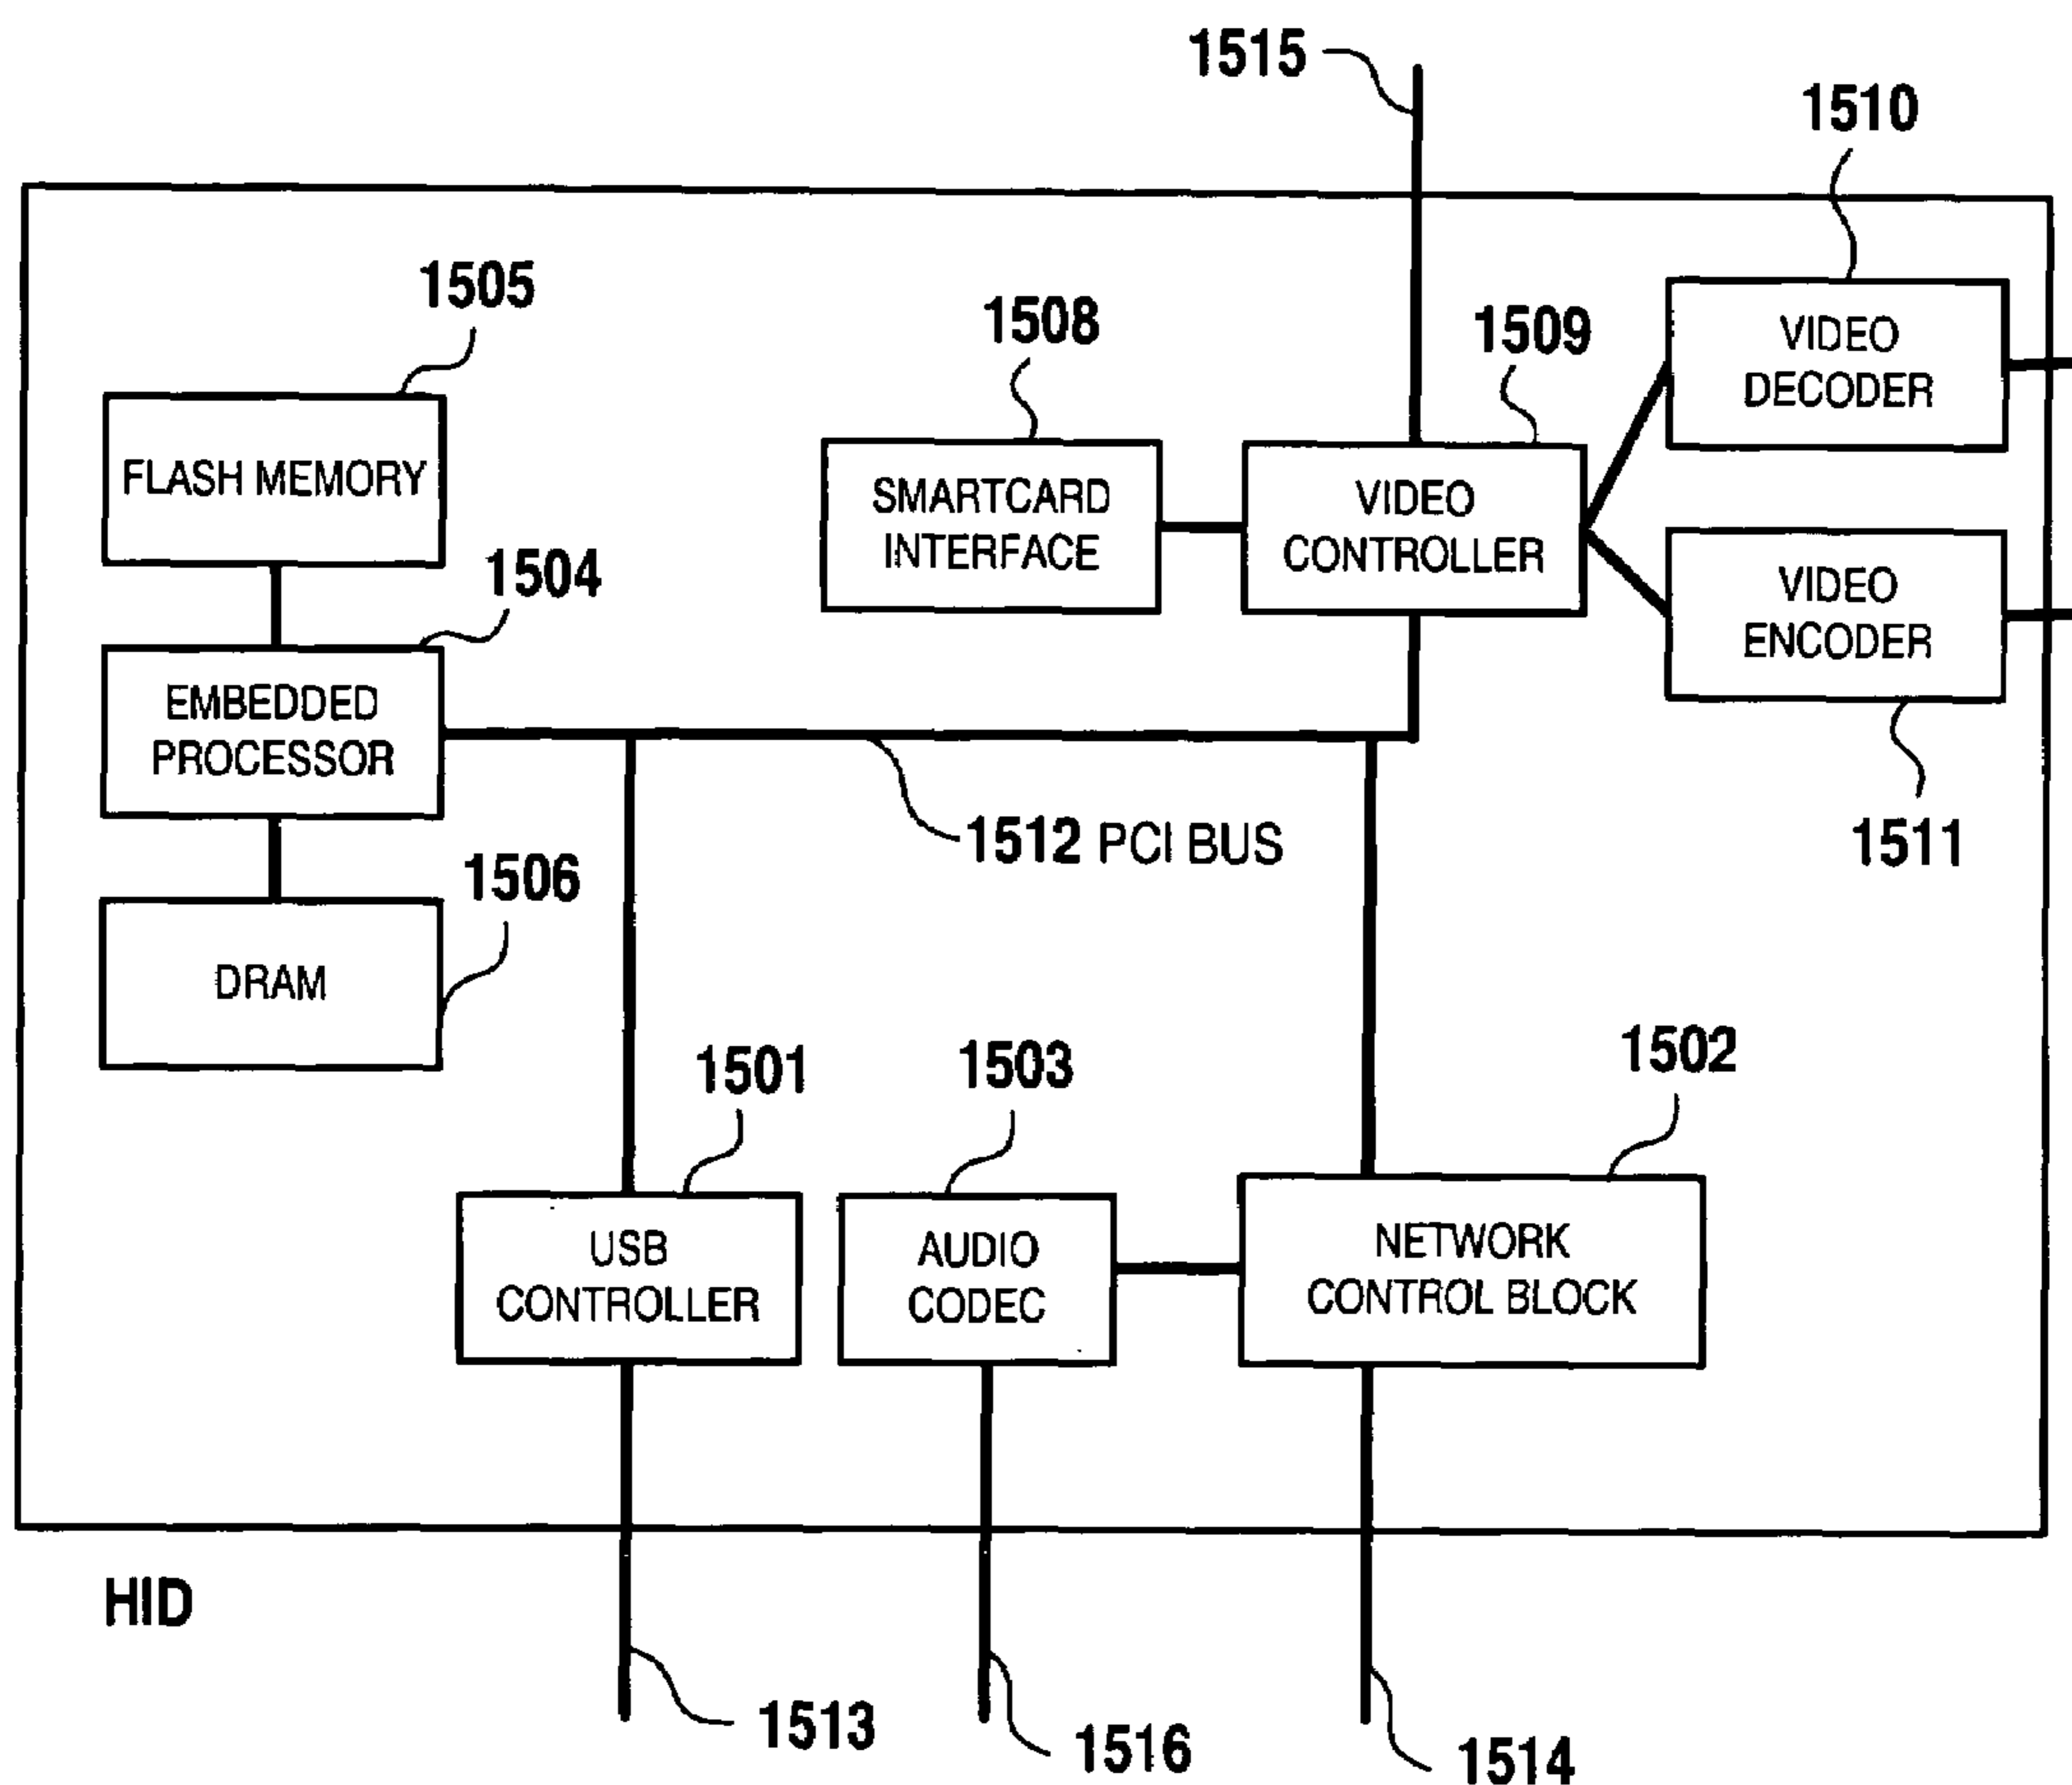 1515
1510
1505
1508
1509
VIDEO
DECODER
FLASH MEMORY
SMARTCARD
INTERFACE
VIDEO
CONTROLLER
1504
VIDEO
ENCODER
EMBEDDED
PROCESSOR
1512 PCI BUS
1511
1506
DRAM
1501
1503
1502
USB
CONTROLLER
AUDIO
CODEC
NETWORK
CONTROL BLOCK
HID
1513
1516
1514